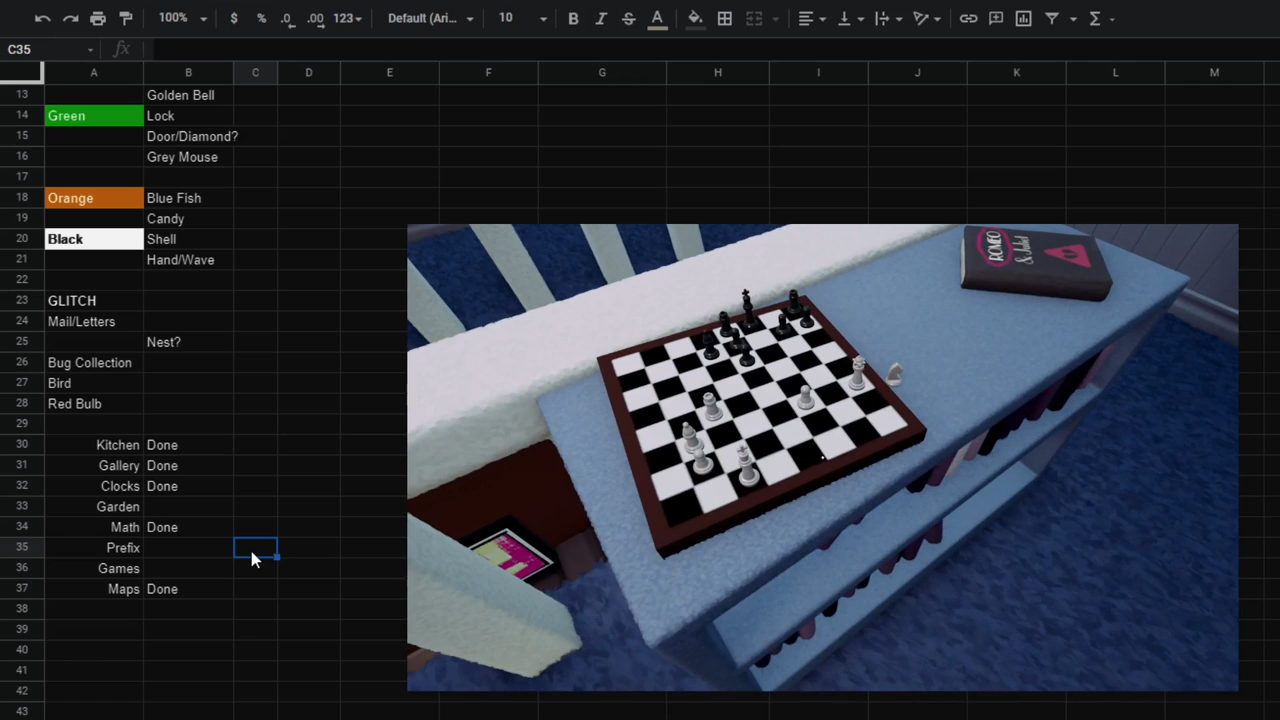 100% $ % .0 .00 123 Default (Ari... 10 B I S A
C35 fx
A B C D E F G H I J K L M
13 Golden Bell
14 Green Lock
15 Door/Diamond?
16 Grey Mouse
17
18 Orange Blue Fish
19 Candy
20 Black Shell
21 Hand/Wave
22
23 GLITCH
24 Mail/Letters
25 Nest?
26 Bug Collection
27 Bird
28 Red Bulb
29
30 Kitchen Done
31 Gallery Done
32 Clocks Done
33 Garden
34 Math Done
35 Prefix
36 Games
37 Maps Done
38
39
40
41
42
43
ROMEO
& Juliet